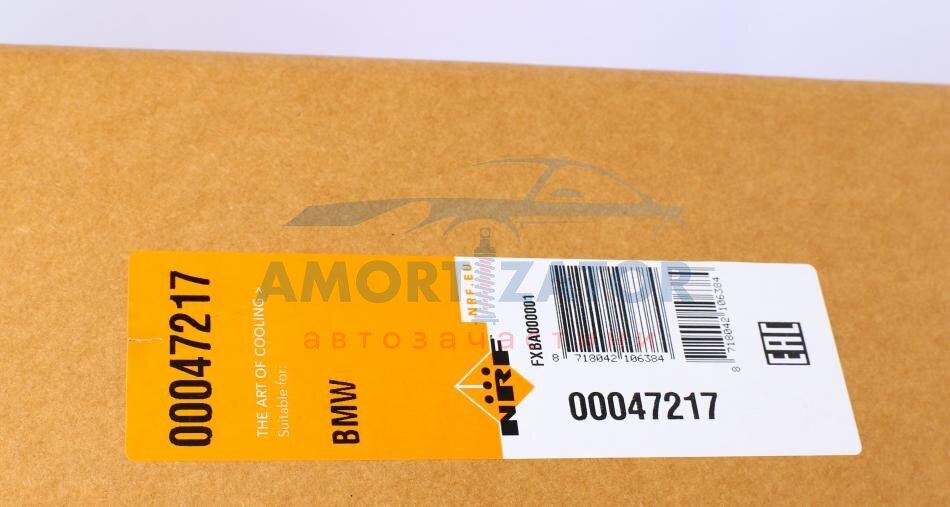 00047217
THE ART OF COOLING >
Suitable for:
BMW
NRF.EU
NRF
FXBA000001
8 718042 106384
8 718042 106384
EAC
00047217
AMORTIZATOR
автозачастини